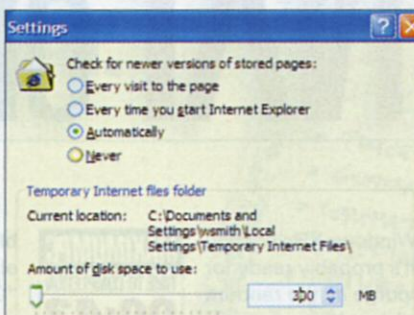 Settings
Check for newer versions of stored pages:
Every visit to the page
Every time you start Internet Explorer
Automatically
Never
Temporary Internet files folder
Current location: C:\Documents and
Settings\wsmith\Local
Settings\Temporary Internet Files\
Amount of disk space to use:
300 MB